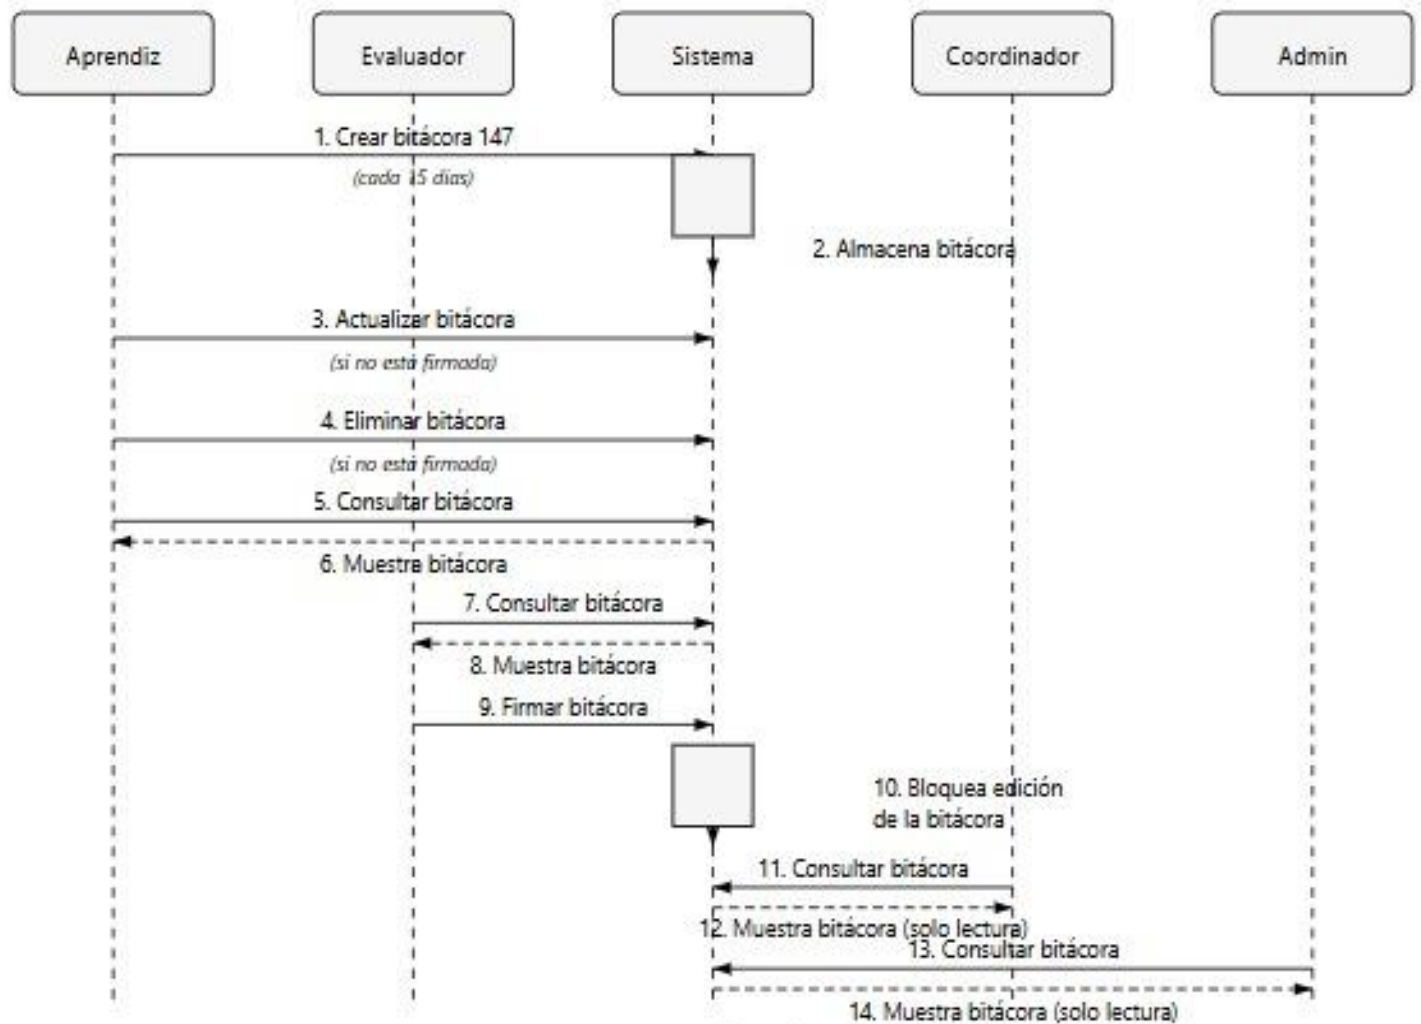 Aprendiz
Evaluador
Sistema
Coordinador
Admin
1. Crear bitácora 147
(cada 15 días)
2. Almacena bitácora
3. Actualizar bitácora
(si no está firmada)
4. Eliminar bitácora
(si no está firmada)
5. Consultar bitácora
6. Muestra bitácora
7. Consultar bitácora
8. Muestra bitácora
9. Firmar bitácora
10. Bloquea edición
de la bitácora
11. Consultar bitácora
12. Muestra bitácora (solo lectura)
13. Consultar bitácora
14. Muestra bitácora (solo lectura)